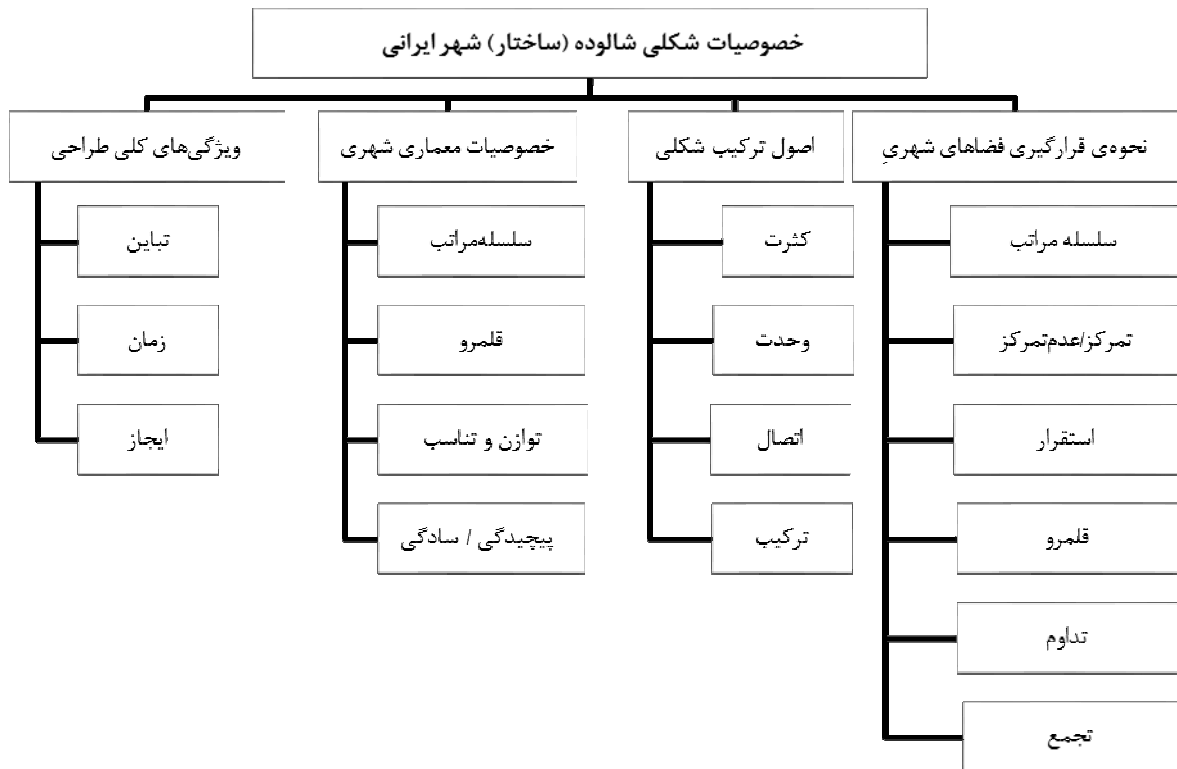 خصوصیات شکلی شالوده (ساختار) شهر ایرانی
نحوه‌ی قرارگیری فضاهای شهریِ
سلسله مراتب
تمرکز/عدم‌تمرکز
استقرار
قلمرو
تداوم
تجمع
اصول ترکیب شکلی
کثرت
وحدت
اتصال
ترکیب
خصوصیات معماری شهری
سلسله‌مراتب
قلمرو
توازن و تناسب
پیچیدگی / سادگی
ویژگی‌های کلی طراحی
تباین
زمان
ایجاز